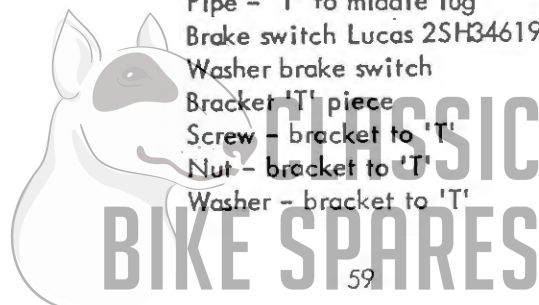 Pipe – 'T' to middle lug
Brake switch Lucas 2SH34619
Washer brake switch
Bracket 'T' piece
Screw – bracket to 'T'
Nut – bracket to 'T'
Washer – bracket to 'T'
CLASSIC
BIKE SPARES
59